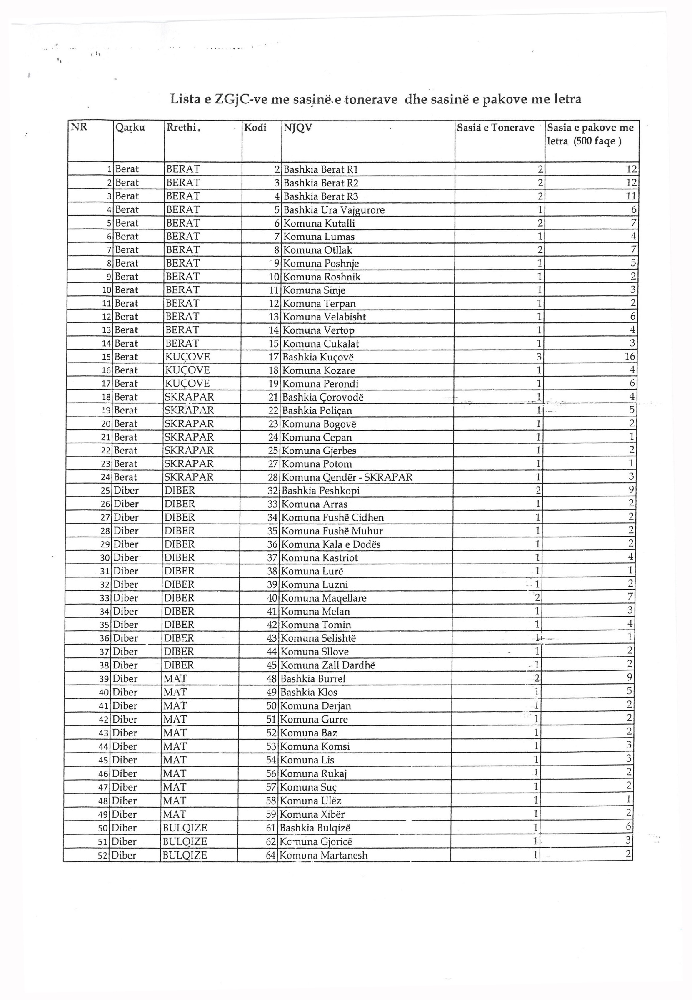 Lista e ZGjC-ve me sasinë e tonerave dhe sasinë e pakove me letra
NR Qarku Rrethi. Kodi NJQV Sasia e Tonerave Sasia e pakove me
letra (500 faqe )
1 Berat BERAT 2 Bashkia Berat R1 2 12
2 Berat BERAT 3 Bashkia Berat R2 2 12
3 Berat BERAT 4 Bashkia Berat R3 2 11
4 Berat BERAT 5 Bashkia Ura Vajgurore 1 6
5 Berat BERAT 6 Komuna Kutalli 2 7
6 Berat BERAT 7 Komuna Lumas 1 4
7 Berat BERAT 8 Komuna Otllak 2 7
8 Berat BERAT 9 Komuna Poshnje 1 5
9 Berat BERAT 10 Komuna Roshnik 1 2
10 Berat BERAT 11 Komuna Sinje 1 3
11 Berat BERAT 12 Komuna Terpan 1 2
12 Berat BERAT 13 Komuna Velabisht 1 6
13 Berat BERAT 14 Komuna Vertop 1 4
14 Berat BERAT 15 Komuna Cukalat 1 3
15 Berat KUÇOVE 17 Bashkia Kuçovë 3 16
16 Berat KUÇOVE 18 Komuna Kozare 1 4
17 Berat KUÇOVE 19 Komuna Perondi 1 6
18 Berat SKRAPAR 21 Bashkia Çorovodë 1 4
19 Berat SKRAPAR 22 Bashkia Poliçan 1 5
20 Berat SKRAPAR 23 Komuna Bogovë 1 2
21 Berat SKRAPAR 24 Komuna Cepan 1 1
22 Berat SKRAPAR 25 Komuna Gjerbes 1 2
23 Berat SKRAPAR 27 Komuna Potom 1 1
24 Berat SKRAPAR 28 Komuna Qendër - SKRAPAR 1 3
25 Diber DIBER 32 Bashkia Peshkopi 2 9
26 Diber DIBER 33 Komuna Arras 1 2
27 Diber DIBER 34 Komuna Fushë Cidhen 1 2
28 Diber DIBER 35 Komuna Fushë Muhur 1 2
29 Diber DIBER 36 Komuna Kala e Dodës 1 2
30 Diber DIBER 37 Komuna Kastriot 1 4
31 Diber DIBER 38 Komuna Lurë 1 1
32 Diber DIBER 39 Komuna Luzni 1 2
33 Diber DIBER 40 Komuna Maqellare 2 7
34 Diber DIBER 41 Komuna Melan 1 3
35 Diber DIBER 42 Komuna Tomin 1 4
36 Diber DIBER 43 Komuna Selishtë 1 1
37 Diber DIBER 44 Komuna Sllove 1 2
38 Diber DIBER 45 Komuna Zall Dardhë 1 2
39 Diber MAT 48 Bashkia Burrel 2 9
40 Diber MAT 49 Bashkia Klos 1 5
41 Diber MAT 50 Komuna Derjan 1 2
42 Diber MAT 51 Komuna Gurre 1 2
43 Diber MAT 52 Komuna Baz 1 2
44 Diber MAT 53 Komuna Komsi 1 3
45 Diber MAT 54 Komuna Lis 1 3
46 Diber MAT 56 Komuna Rukaj 1 2
47 Diber MAT 57 Komuna Suç 1 2
48 Diber MAT 58 Komuna Ulëz 1 1
49 Diber MAT 59 Komuna Xibër 1 2
50 Diber BULQIZE 61 Bashkia Bulqizë 1 6
51 Diber BULQIZE 62 Komuna Gjoricë 1 3
52 Diber BULQIZE 64 Komuna Martanesh 1 2